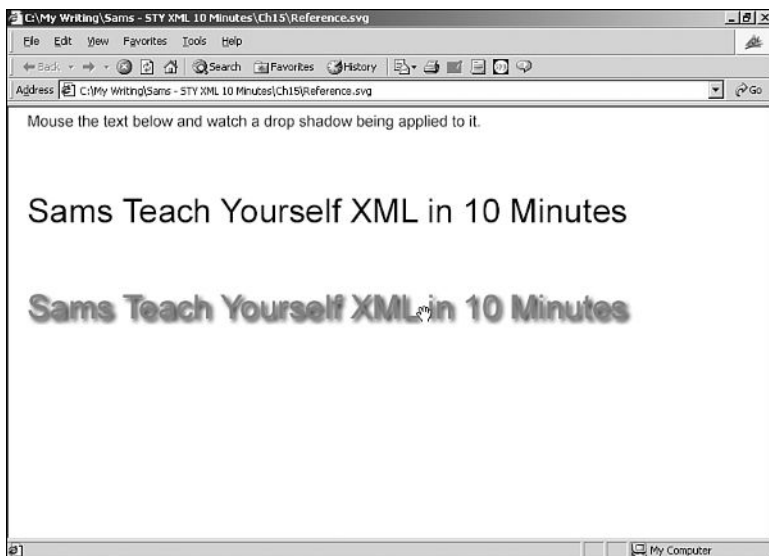 C:\My Writing\Sams - STY XML 10 Minutes\Ch15\Reference.svg
File Edit View Favorites Tools Help
Back Search Favorites History
Address C:\My Writing\Sams - STY XML 10 Minutes\Ch15\Reference.svg Go
Mouse the text below and watch a drop shadow being applied to it.
Sams Teach Yourself XML in 10 Minutes
Sams Teach Yourself XML in 10 Minutes
My Computer